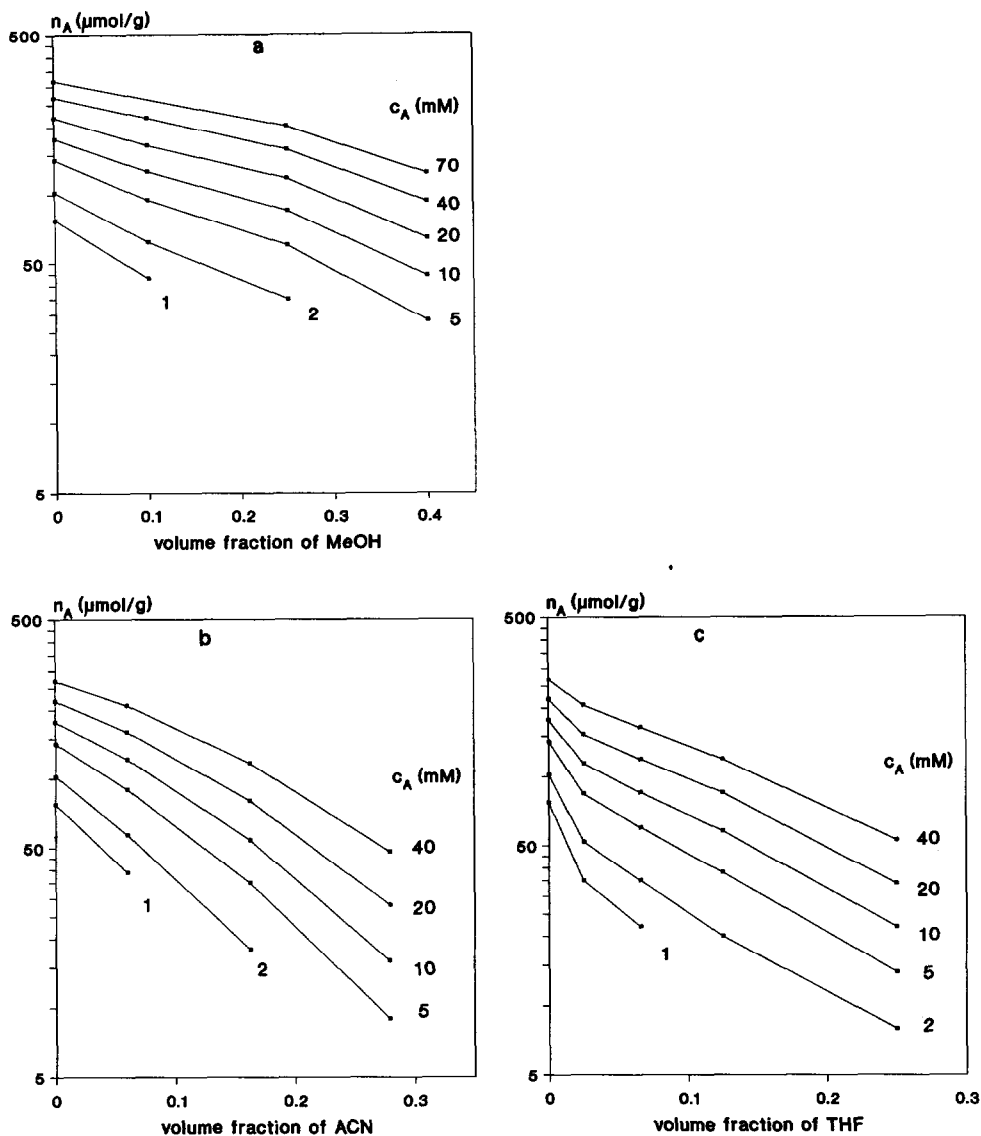 n_A (μmol/g)
500
50
5
a
c_A (mM)
70
40
20
10
5
2
1
0 0.1 0.2 0.3 0.4
volume fraction of MeOH
n_A (μmol/g)
500
50
5
b
c_A (mM)
40
20
10
5
2
1
0 0.1 0.2 0.3
volume fraction of ACN
n_A (μmol/g)
500
50
5
c
c_A (mM)
40
20
10
5
2
1
0 0.1 0.2 0.3
volume fraction of THF